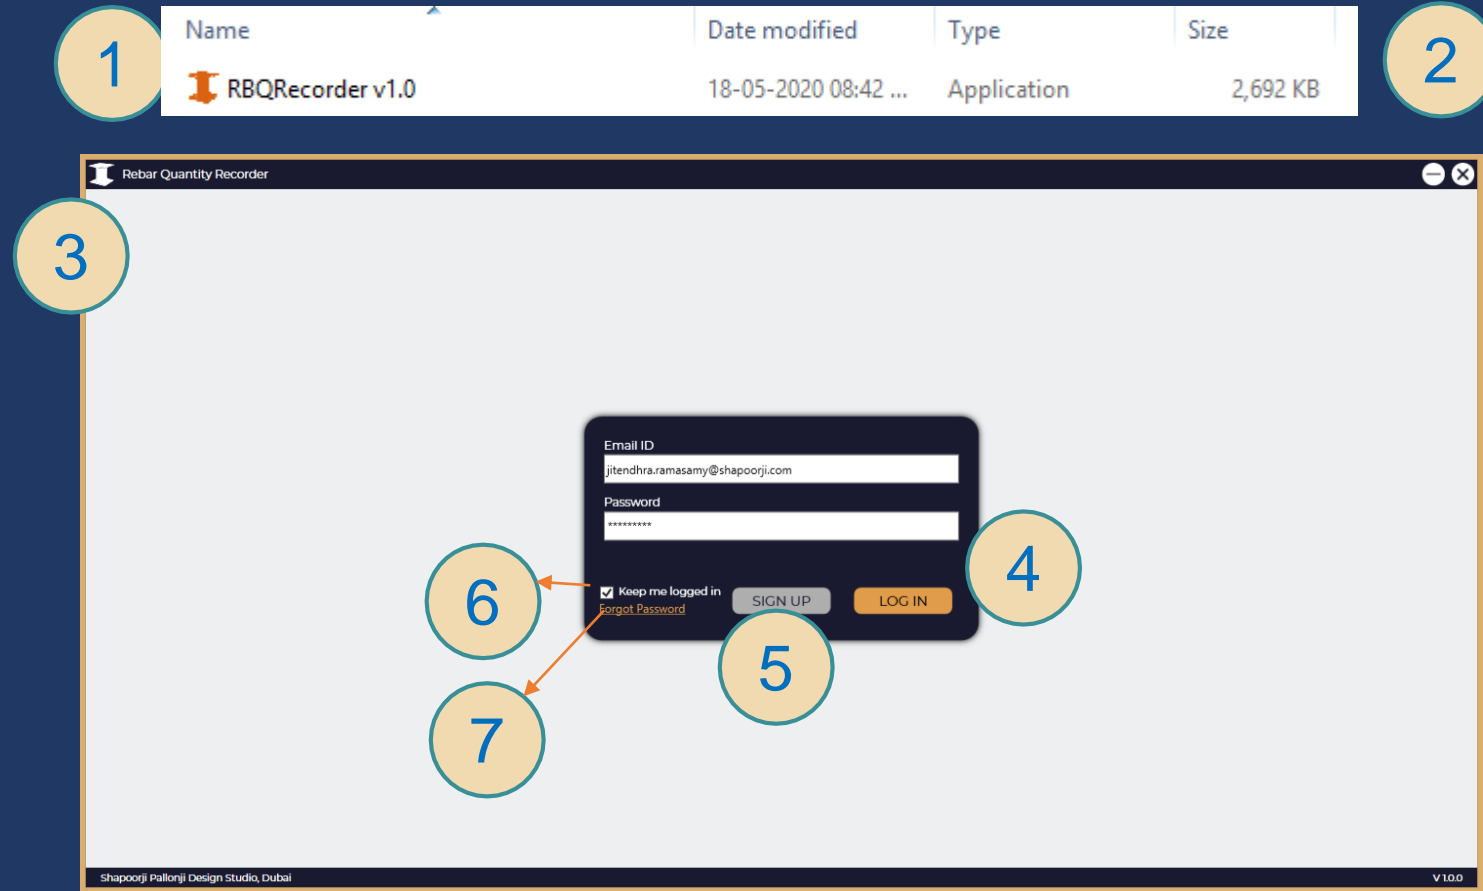 1
Name Date modified Type Size
2
RBQRecorder v1.0 18-05-2020 08:42 ... Application 2,692 KB
Rebar Quantity Recorder
3
Email ID
jitendhra.ramasamy@shapoorji.com
Password
*********
4
6
Keep me logged in
Forgot Password
SIGN UP LOG IN
5
7
Shapoorji Pallonji Design Studio, Dubai V 1.0.0